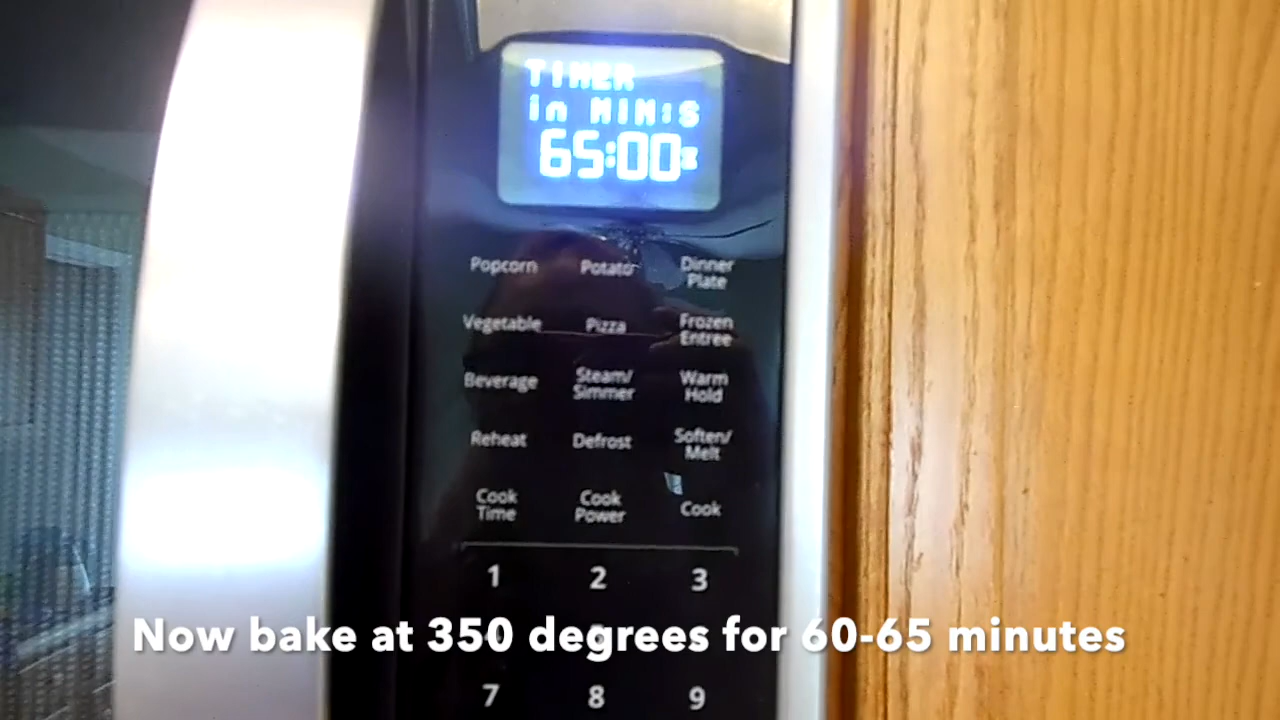 TIMER
in MIN:S
65:00
Popcorn Potato Dinner Plate
Vegetable Pizza Frozen Entree
Beverage Steam/ Simmer Warm Hold
Reheat Defrost Soften/ Melt
Cook Time Cook Power Cook
1 2 3
Now bake at 350 degrees for 60-65 minutes
7 8 9